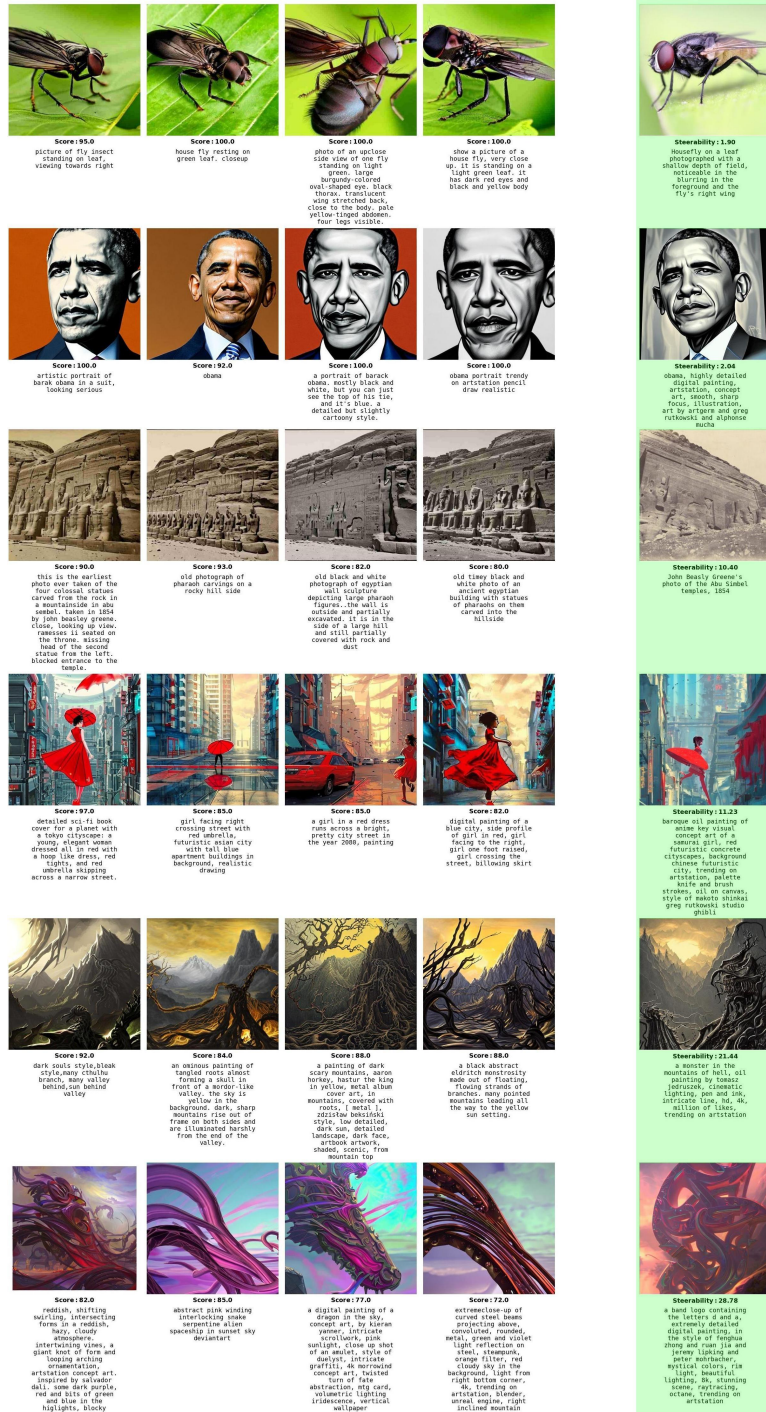 Score: 95.0
picture of fly insect
standing on leaf,
viewing towards right
Score: 100.0
house fly resting on
green leaf. closeup
Score: 100.0
photo of an upclose
side view of one fly
standing on light
green. large
burgundy-colored
oval-shaped eye. black
thorax. translucent
wing stretched back,
close to the body. pale
yellow-tinged abdomen.
four legs visible.
Score: 100.0
show a picture of a
house fly, very close
up. it is standing on a
light green leaf. it
has dark red eyes and
black and yellow body
Steerability: 1.90
Housefly on a leaf
photographed with a
shallow depth of field,
noticeable in the
blurring in the
foreground and the
fly's right wing
Score: 100.0
artistic portrait of
barak obama in a suit,
looking serious
Score: 92.0
obama
Score: 100.0
a portrait of barack
obama. mostly black and
white, but you can just
see the top of his tie,
and it's blue. a
detailed but slightly
cartoony style.
Score: 100.0
obama portrait trendy
on artstation pencil
draw realistic
Steerability: 2.04
obama, highly detailed
digital painting,
artstation, concept
art, smooth, sharp
focus, illustration,
art by artgerm and greg
rutkowski and alphonse
mucha
Score: 90.0
this is the earliest
photo ever taken of the
four colossal statues
carved from the rock in
a mountainside in abu
sembel. taken in 1854
by john beasley greene.
close, looking up view.
ramesses ii seated on
the throne. missing
head of the second
statue from the left.
blocked entrance to the
temple.
Score: 93.0
old photograph of
pharaoh carvings on a
rocky hill side
Score: 82.0
old black and white
photograph of egyptian
wall sculpture
depicting large pharaoh
figures..the wall is
outside and partially
excavated. it is in the
side of a large hill
and still partially
covered with rock and
dust
Score: 80.0
old timey black and
white photo of an
ancient egyptian
building with statues
of pharaohs on them
carved into the
hillside
Steerability: 10.40
John Beasly Greene's
photo of the Abu Simbel
temples, 1854
Score: 97.0
detailed sci-fi book
cover for a planet with
a tokyo cityscape: a
young, elegant woman
dressed all in red with
a hoop like dress, red
tights, and red
umbrella skipping
across a narrow street.
Score: 85.0
girl facing right
crossing street with
red umbrella,
futuristic asian city
with tall blue
apartment buildings in
background, realistic
drawing
Score: 85.0
a girl in a red dress
runs across a bright,
pretty city street in
the year 2088, painting
Score: 82.0
digital painting of a
blue city, side profile
of girl in red, girl
facing to the right,
girl one foot raised,
girl crossing the
street, billowing skirt
Steerability: 11.23
baroque oil painting of
anime key visual
concept art of a
samurai girl, red
futuristic concrete
cityscapes, background
chinese futuristic
city, trending on
artstation, palette
knife and brush
strokes, oil on canvas,
style of makoto shinkai
greg rutkowski studio
ghibli
Score: 92.0
dark souls style,bleak
style,many cthulhu
branch, many valley
behind,sun behind
valley
Score: 84.0
an ominous painting of
tangled roots almost
forming a skull in
front of a mordor-like
valley. the sky is
yellow in the
background. dark, sharp
mountains rise out of
frame on both sides and
are illuminated harshly
from the end of the
valley.
Score: 88.0
a painting of dark
scary mountains, aaron
horkey, hastur the king
in yellow, metal album
cover art, in
mountains, covered with
roots, [ metal ],
zdzisław beksiński
style, low detailed,
dark sun, detailed
landscape, dark face,
artbook artwork,
shaded, scenic, from
mountain top
Score: 88.0
a black abstract
eldritch monstrosity
made out of floating,
flowing strands of
branches. many pointed
mountains leading all
the way to the yellow
sun setting.
Steerability: 21.44
a monster in the
mountains of hell, oil
painting by tomasz
jedruszek, cinematic
lighting, pen and ink,
intricate line, hd, 4k,
million of likes,
trending on artstation
Score: 82.0
reddish, shifting
swirling, intersecting
forms in a reddish,
hazy, cloudy
atmosphere.
intertwining vines, a
giant knot of form and
looping arching
ornamentation,
artstation concept art.
inspired by salvador
dali. some dark purple,
red and bits of green
and blue in the
higlights, blocky
Score: 85.0
abstract pink winding
interlocking snake
serpentine alien
spaceship in sunset sky
deviantart
Score: 77.0
a digital painting of a
dragon in the sky,
concept art, by kieran
yanner, intricate
scrollwork, pink
sunlight, close up shot
of an amulet, style of
duelyst, intricate
graffiti, 4k morrowind
concept art, twisted
turn of fate
abstraction, mtg card,
volumetric lighting
iridescence, vertical
wallpaper
Score: 72.0
extremeclose-up of
curved steel beams
projecting above,
convoluted, rounded,
metal, green and violet
light reflection on
steel, steampunk,
orange filter, red
cloudy sky in the
background, light from
right bottom corner,
4k, trending on
artstation, blender,
unreal engine, right
inclined mountain
Steerability: 28.78
a band logo containing
the letters d and a,
extremely detailed
digital painting, in
the style of fenghua
zhong and ruan jia and
jeremy lipking and
peter mohrbacher,
mystical colors, rim
light, beautiful
lighting, 8k, stunning
scene, raytracing,
octane, trending on
artstation